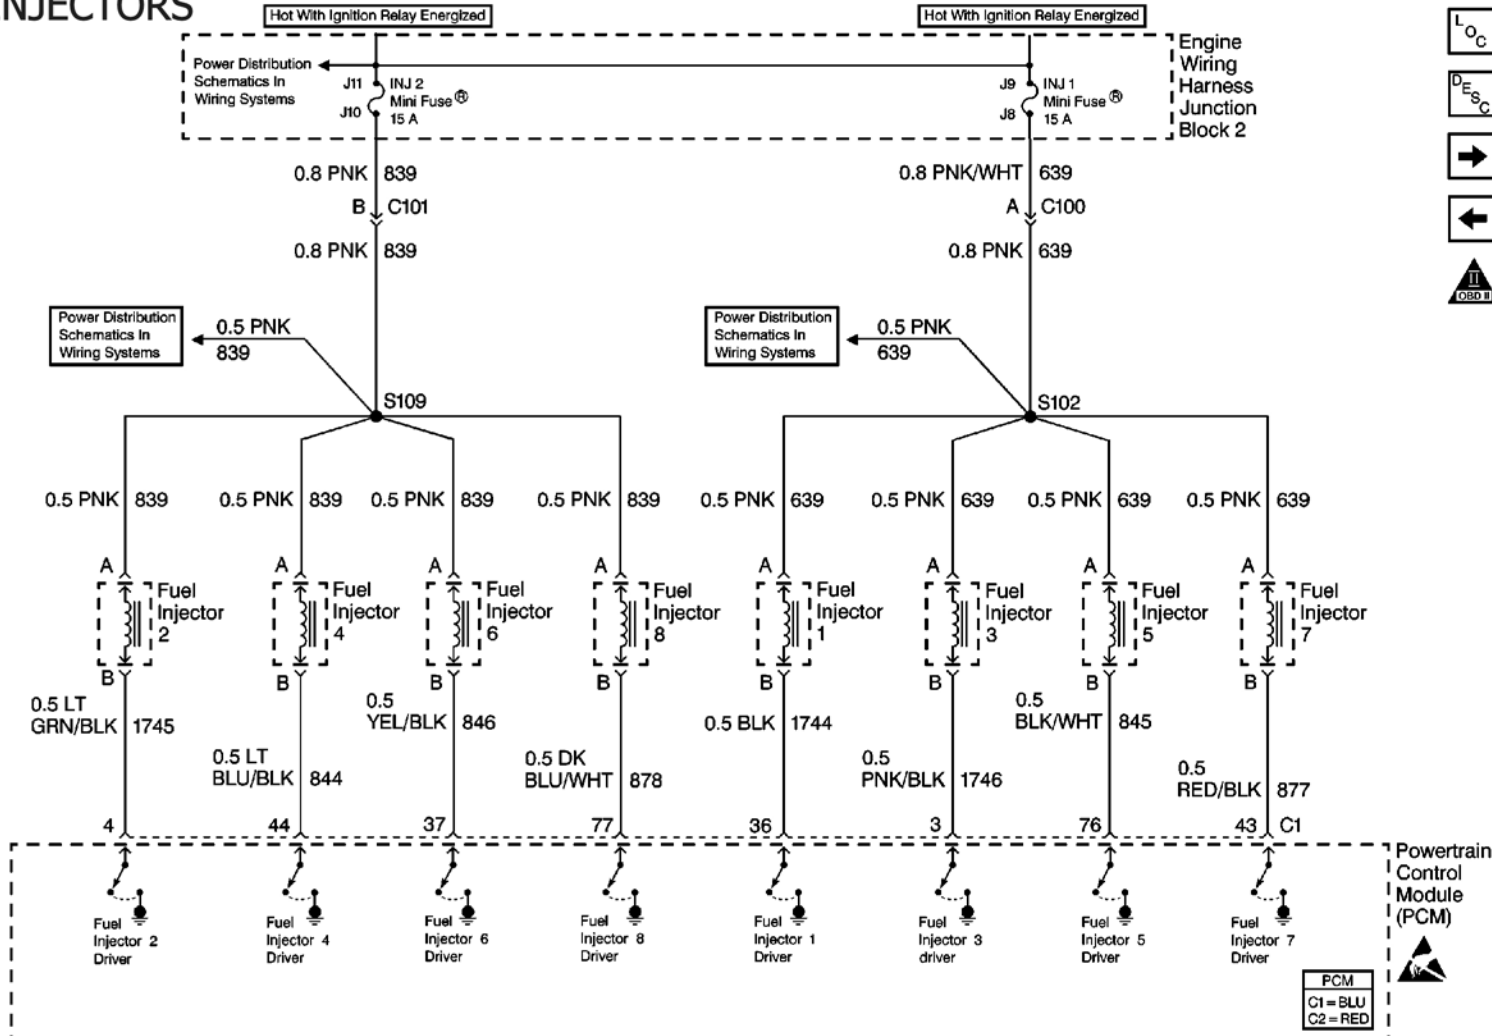 INJECTORS
Hot With Ignition Relay Energized
Hot With Ignition Relay Energized
Engine
Wiring
Harness
Junction
Block 2
LOC
DESC
II
OBD II
Power Distribution
Schematics In
Wiring Systems
J11
INJ 2
Mini Fuse ®
J10
15 A
J9
INJ 1
Mini Fuse ®
J8
15 A
0.8 PNK 839
0.8 PNK/WHT 639
B C101
A C100
0.8 PNK 839
0.8 PNK 639
Power Distribution
Schematics In
Wiring Systems
0.5 PNK
839
Power Distribution
Schematics In
Wiring Systems
0.5 PNK
639
S109
S102
0.5 PNK 839
0.5 PNK 839
0.5 PNK 839
0.5 PNK 839
0.5 PNK 639
0.5 PNK 639
0.5 PNK 639
0.5 PNK 639
A
A
A
A
A
A
A
A
Fuel
Injector
2
Fuel
Injector
4
Fuel
Injector
6
Fuel
Injector
8
Fuel
Injector
1
Fuel
Injector
3
Fuel
Injector
5
Fuel
Injector
7
B
B
B
B
B
B
B
B
0.5 LT
GRN/BLK 1745
0.5 LT
BLU/BLK 844
0.5
YEL/BLK 846
0.5 DK
BLU/WHT 878
0.5 BLK 1744
0.5
PNK/BLK 1746
0.5
BLK/WHT 845
0.5
RED/BLK 877
4
44
37
77
36
3
76
43 C1
Powertrain
Control
Module
(PCM)
Fuel
Injector 2
Driver
Fuel
Injector 4
Driver
Fuel
Injector 6
Driver
Fuel
Injector 8
Driver
Fuel
Injector 1
Driver
Fuel
Injector 3
driver
Fuel
Injector 5
Driver
Fuel
Injector 7
Driver
PCM
C1=BLU
C2=RED